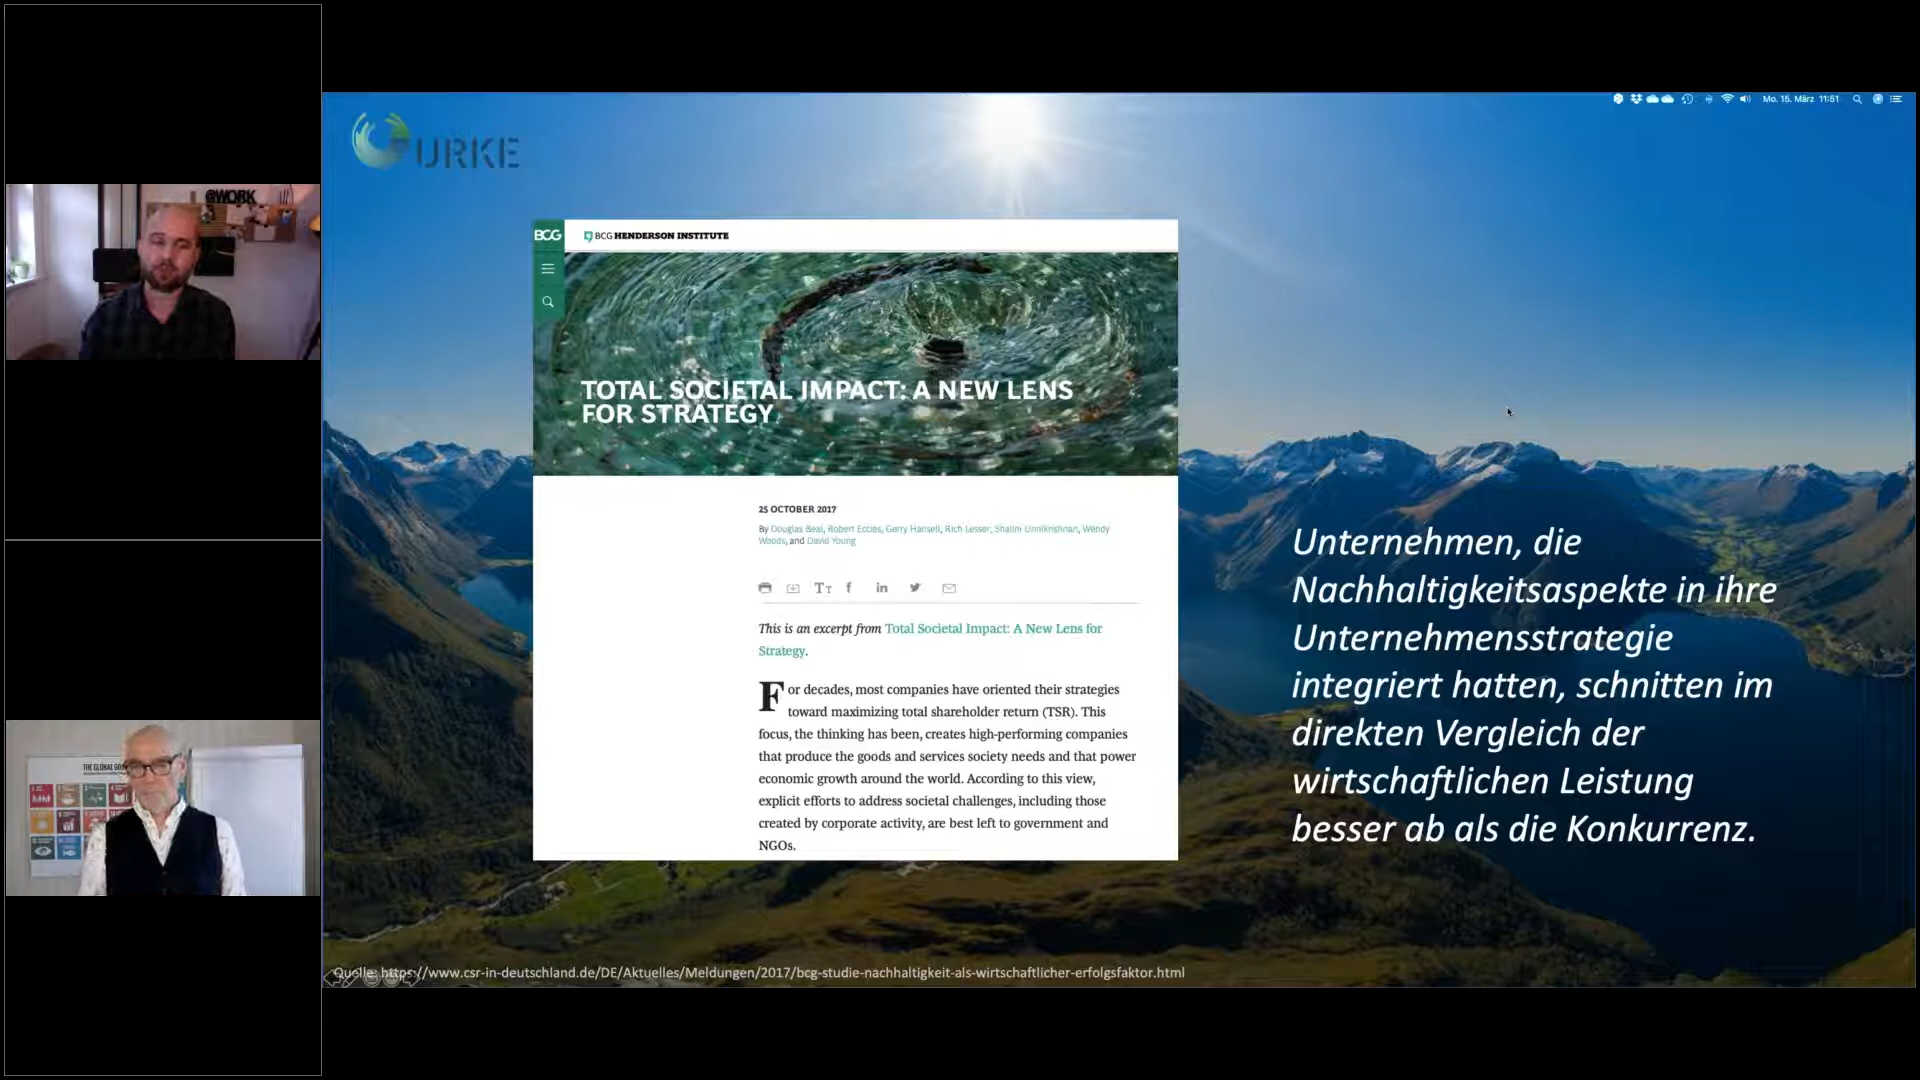 @WORK
THE GLOBAL GO
Mo. 15. März 11:51
URKE
BCG
BCG HENDERSON INSTITUTE
TOTAL SOCIETAL IMPACT: A NEW LENS
FOR STRATEGY
25 OCTOBER 2017
By Douglas Beal, Robert Eccles, Gerry Hansell, Rich Lesser, Shalini Unnikrishnan, Wendy
Woods, and David Young
This is an excerpt from Total Societal Impact: A New Lens for
Strategy.
For decades, most companies have oriented their strategies
toward maximizing total shareholder return (TSR). This
focus, the thinking has been, creates high-performing companies
that produce the goods and services society needs and that power
economic growth around the world. According to this view,
explicit efforts to address societal challenges, including those
created by corporate activity, are best left to government and
NGOs.
Unternehmen, die
Nachhaltigkeitsaspekte in ihre
Unternehmensstrategie
integriert hatten, schnitten im
direkten Vergleich der
wirtschaftlichen Leistung
besser ab als die Konkurrenz.
Quelle: https://www.csr-in-deutschland.de/DE/Aktuelles/Meldungen/2017/bcg-studie-nachhaltigkeit-als-wirtschaftlicher-erfolgsfaktor.html